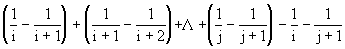 (1/i − 1/(i+1)) + (1/(i+1) − 1/(i+2)) +Λ + (1/j − 1/(j+1)) − 1/i − 1/(j+1)